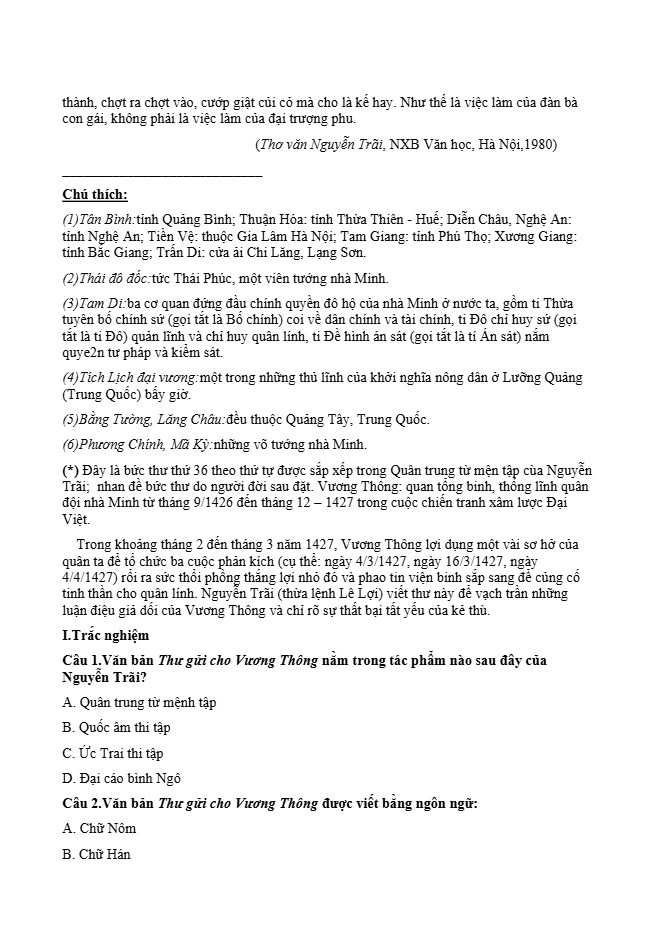 thành, chợt ra chợt vào, cướp giật củi cỏ mà cho là kế hay. Như thế là việc làm của đàn bà
con gái, không phải là việc làm của đại trượng phu.
(Thơ văn Nguyễn Trãi, NXB Văn học, Hà Nội,1980)
____________________________
Chú thích:
(1)Tân Bình:tỉnh Quảng Bình; Thuận Hóa: tỉnh Thừa Thiên - Huế; Diễn Châu, Nghệ An:
tỉnh Nghệ An; Tiền Vệ: thuộc Gia Lâm Hà Nội; Tam Giang: tỉnh Phú Thọ; Xương Giang:
tỉnh Bắc Giang; Trấn Di: cửa ải Chi Lăng, Lạng Sơn.
(2)Thái đô đốc:tức Thái Phúc, một viên tướng nhà Minh.
(3)Tam Di:ba cơ quan đứng đầu chính quyền đô hộ của nhà Minh ở nước ta, gồm ti Thừa
tuyên bố chính sứ (gọi tắt là Bố chính) coi về dân chính và tài chính, ti Đô chỉ huy sứ (gọi
tắt là ti Đô) quản lĩnh và chỉ huy quân lính, ti Đề hình án sát (gọi tắt là tí Án sát) nắm
quye2n tư pháp và kiểm sát.
(4)Tích Lịch đại vương:một trong những thủ lĩnh của khởi nghĩa nông dân ở Lưỡng Quảng
(Trung Quốc) bấy giờ.
(5)Bằng Tường, Lăng Châu:đều thuộc Quảng Tây, Trung Quốc.
(6)Phương Chính, Mã Kỳ:những võ tướng nhà Minh.
(*) Đây là bức thư thứ 36 theo thứ tự được sắp xếp trong Quân trung từ mện tập của Nguyễn
Trãi;  nhan đề bức thư do người đời sau đặt. Vương Thông: quan tổng binh, thống lĩnh quân
đội nhà Minh từ tháng 9/1426 đến tháng 12 – 1427 trong cuộc chiến tranh xâm lược Đại
Việt.
Trong khoảng tháng 2 đến tháng 3 năm 1427, Vương Thông lợi dụng một vài sơ hở của
quân ta để tổ chức ba cuộc phản kích (cụ thể: ngày 4/3/1427, ngày 16/3/1427, ngày
4/4/1427) rồi ra sức thổi phồng thắng lợi nhỏ đó và phao tin viện binh sắp sang để củng cố
tinh thần cho quân lính. Nguyễn Trãi (thừa lệnh Lê Lợi) viết thư này để vạch trần những
luận điệu giả dối của Vương Thông và chỉ rõ sự thất bại tất yếu của kẻ thù.
I.Trắc nghiệm
Câu 1.Văn bản Thư gửi cho Vương Thông nằm trong tác phẩm nào sau đây của
Nguyễn Trãi?
A. Quân trung từ mệnh tập
B. Quốc âm thi tập
C. Ức Trai thi tập
D. Đại cáo bình Ngô
Câu 2.Văn bản Thư gửi cho Vương Thông được viết bằng ngôn ngữ:
A. Chữ Nôm
B. Chữ Hán